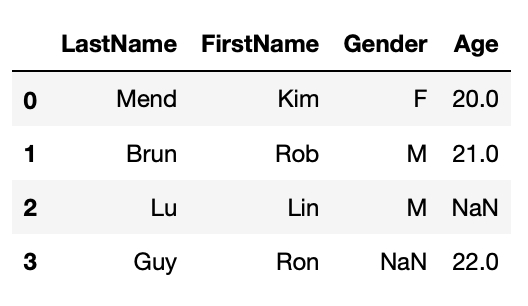 LastName FirstName Gender Age
0 Mend Kim F 20.0
1 Brun Rob M 21.0
2 Lu Lin M NaN
3 Guy Ron NaN 22.0